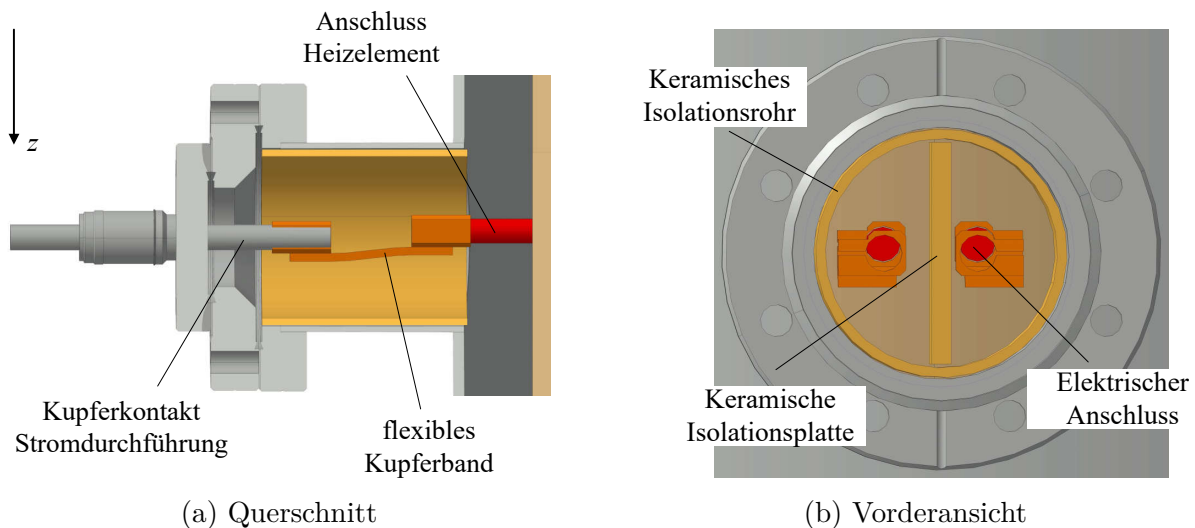 Anschluss
Heizelement
z
Kupferkontakt
Stromdurchführung
flexibles
Kupferband
(a) Querschnitt
Keramisches
Isolationsrohr
Keramische
Isolationsplatte
Elektrischer
Anschluss
(b) Vorderansicht